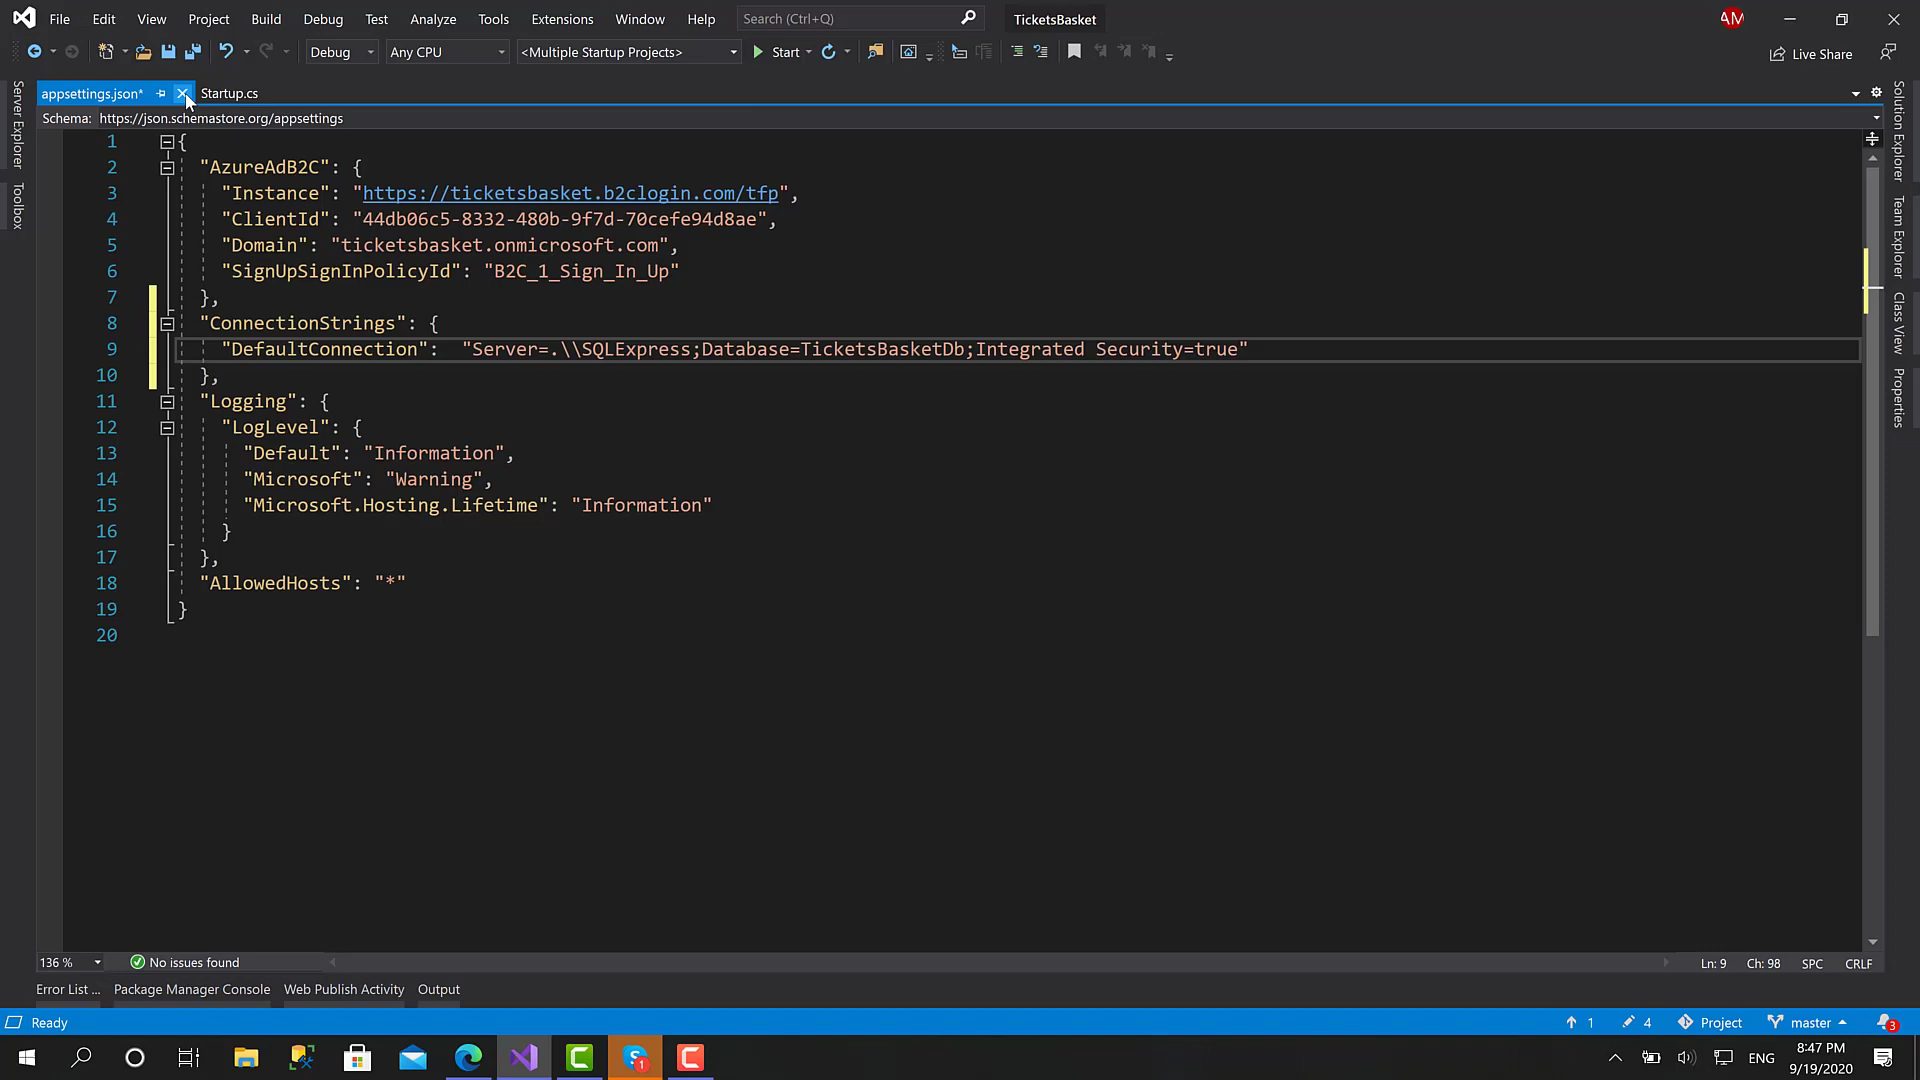 File Edit View Project Build Debug Test Analyze Tools Extensions Window Help Search (Ctrl+Q) TicketsBasket AM
Debug Any CPU <Multiple Startup Projects> Start Live Share
appsettings.json* Startup.cs
Schema: https://json.schemastore.org/appsettings
1 {
2 "AzureAdB2C": {
3 "Instance": "https://ticketsbasket.b2clogin.com/tfp",
4 "ClientId": "44db06c5-8332-480b-9f7d-70cefe94d8ae",
5 "Domain": "ticketsbasket.onmicrosoft.com",
6 "SignUpSignInPolicyId": "B2C_1_Sign_In_Up"
7 },
8 "ConnectionStrings": {
9 "DefaultConnection": "Server=.\\SQLExpress;Database=TicketsBasketDb;Integrated Security=true"
10 },
11 "Logging": {
12 "LogLevel": {
13 "Default": "Information",
14 "Microsoft": "Warning",
15 "Microsoft.Hosting.Lifetime": "Information"
16 }
17 },
18 "AllowedHosts": "*"
19 }
20
Server Explorer
Toolbox
Solution Explorer
Team Explorer
Class View
Properties
136 % No issues found Ln: 9 Ch: 98 SPC CRLF
Error List ... Package Manager Console Web Publish Activity Output
Ready 1 4 Project master 3
1 ENG 8:47 PM
9/19/2020